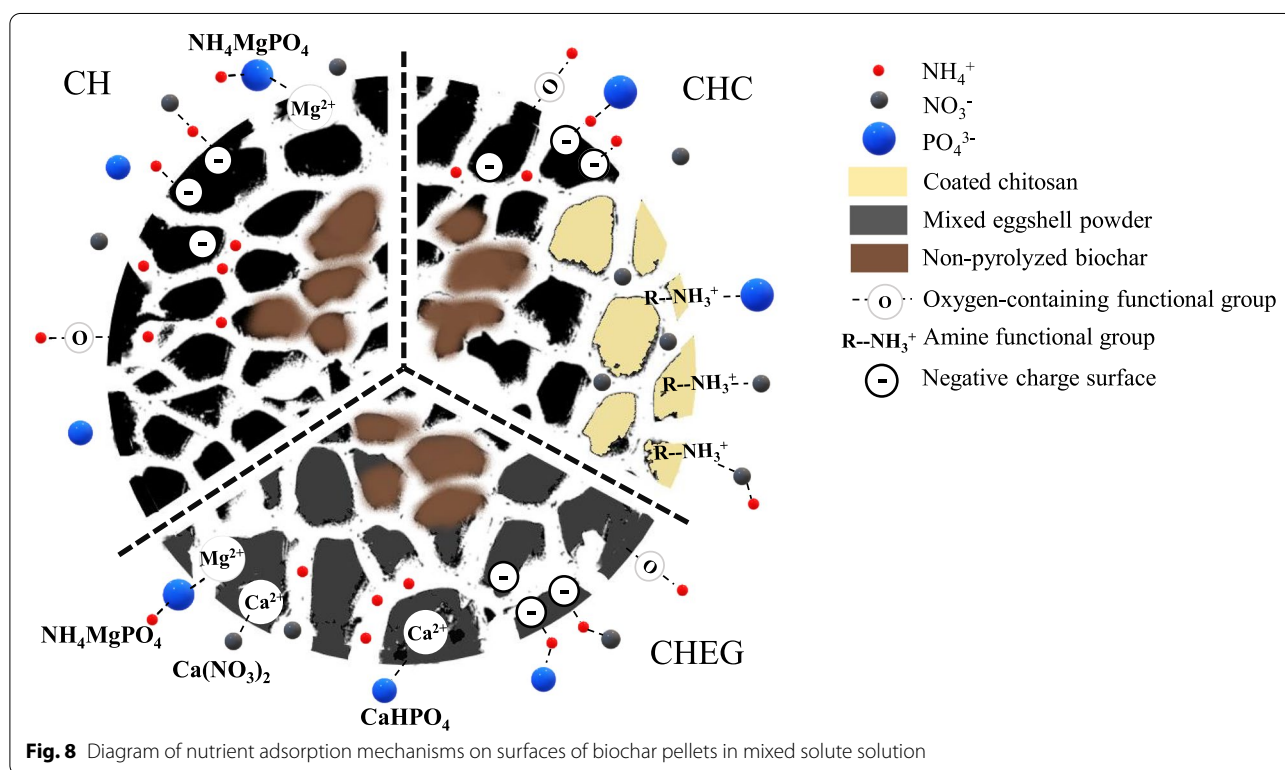 NH₄MgPO₄
CH
Mg²⁺
O
CHC
-
-
-
-
-
-
O
R--NH₃⁺
R--NH₃⁺
R--NH₃⁺
Mg²⁺
Ca²⁺
Ca²⁺
-
-
-
O
NH₄MgPO₄
Ca(NO₃)₂
CaHPO₄
CHEG
NH₄⁺
NO₃⁻
PO₄³⁻
Coated chitosan
Mixed eggshell powder
Non-pyrolyzed biochar
O Oxygen-containing functional group
R--NH₃⁺ Amine functional group
- Negative charge surface
Fig. 8 Diagram of nutrient adsorption mechanisms on surfaces of biochar pellets in mixed solute solution